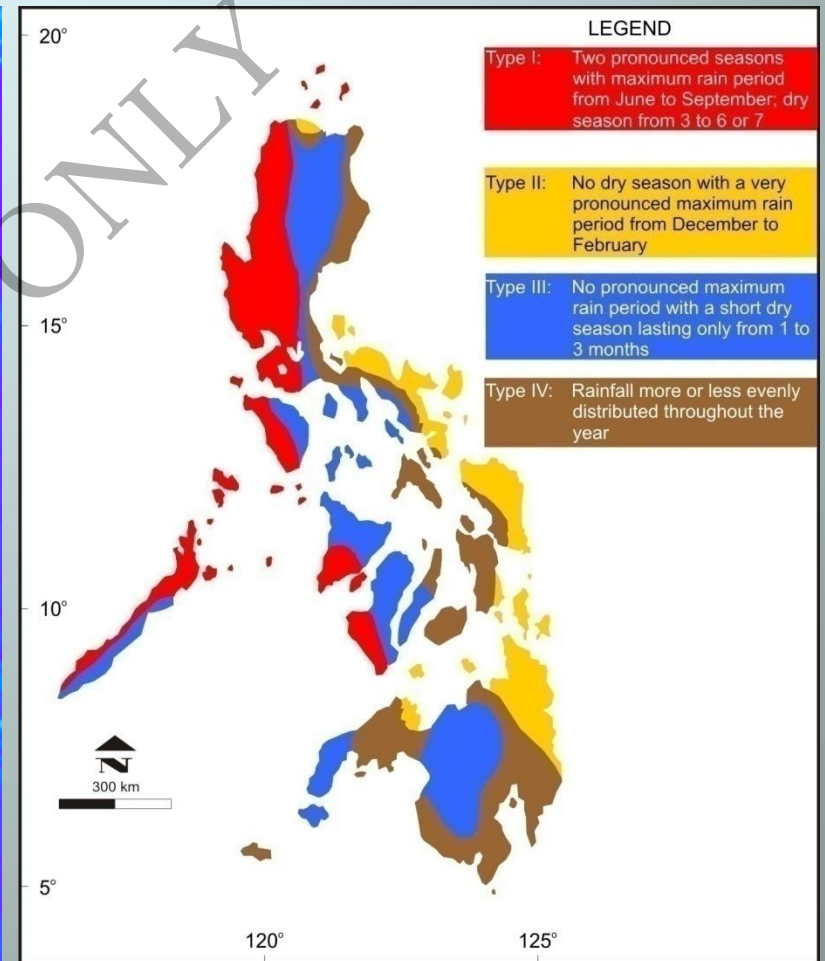 ONLY
20°
15°
10°
5°
120°
125°
N
300 km
LEGEND
Type I: Two pronounced seasons
with maximum rain period
from June to September; dry
season from 3 to 6 or 7
Type II: No dry season with a very
pronounced maximum rain
period from December to
February
Type III: No pronounced maximum
rain period with a short dry
season lasting only from 1 to
3 months
Type IV: Rainfall more or less evenly
distributed throughout the
year